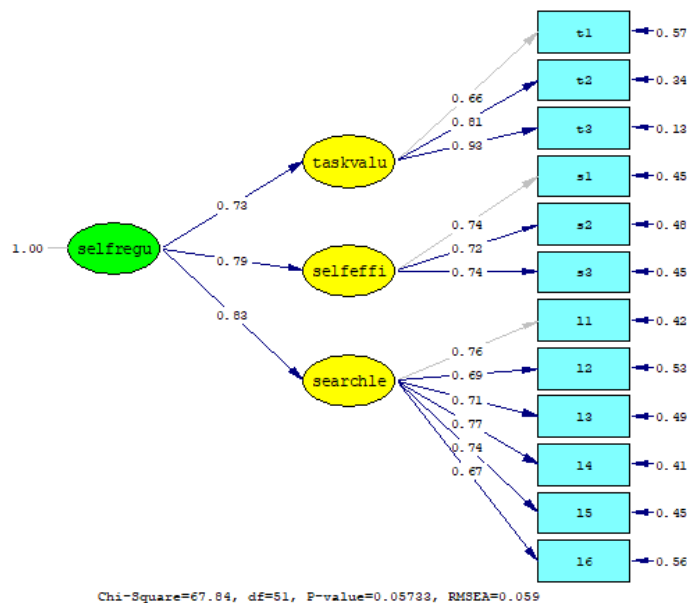 t1
0.57
0.66
t2
0.34
0.81
t3
0.13
0.93
taskvalu
s1
0.45
0.73
0.74
s2
0.48
0.72
1.00
selfregu
0.79
selfeffi
s3
0.45
0.74
l1
0.42
0.83
0.76
l2
0.53
0.69
searchle
l3
0.49
0.71
0.77
l4
0.41
0.74
0.67
l5
0.45
l6
0.56
Chi-Square=67.84, df=51, P-value=0.05733, RMSEA=0.059